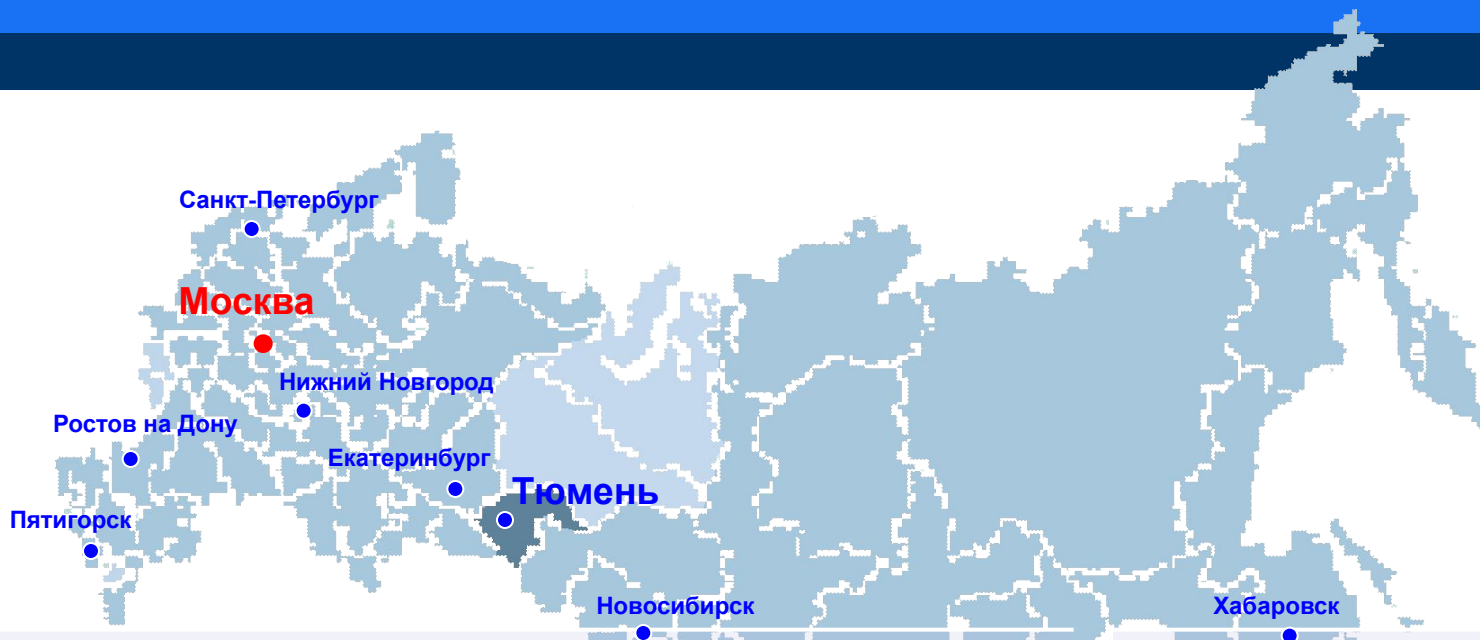 Санкт-Петербург
Москва
Нижний Новгород
Ростов на Дону
Екатеринбург
Тюмень
Пятигорск
Новосибирск
Хабаровск